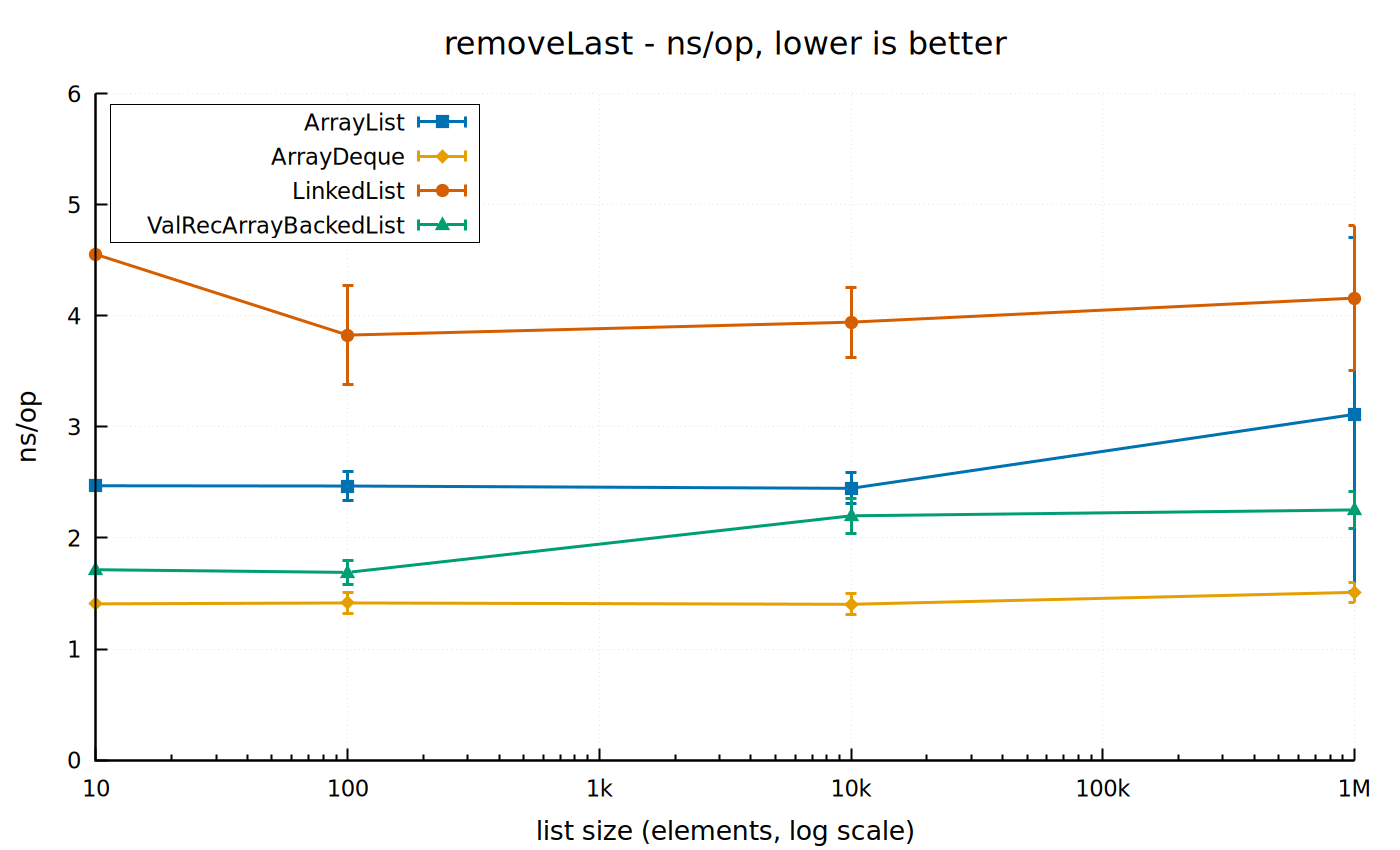 removeLast - ns/op, lower is better
6
5
4
3
2
1
0
ArrayList
ArrayDeque
LinkedList
ValRecArrayBackedList
ns/op
10 100 1k 10k 100k 1M
list size (elements, log scale)